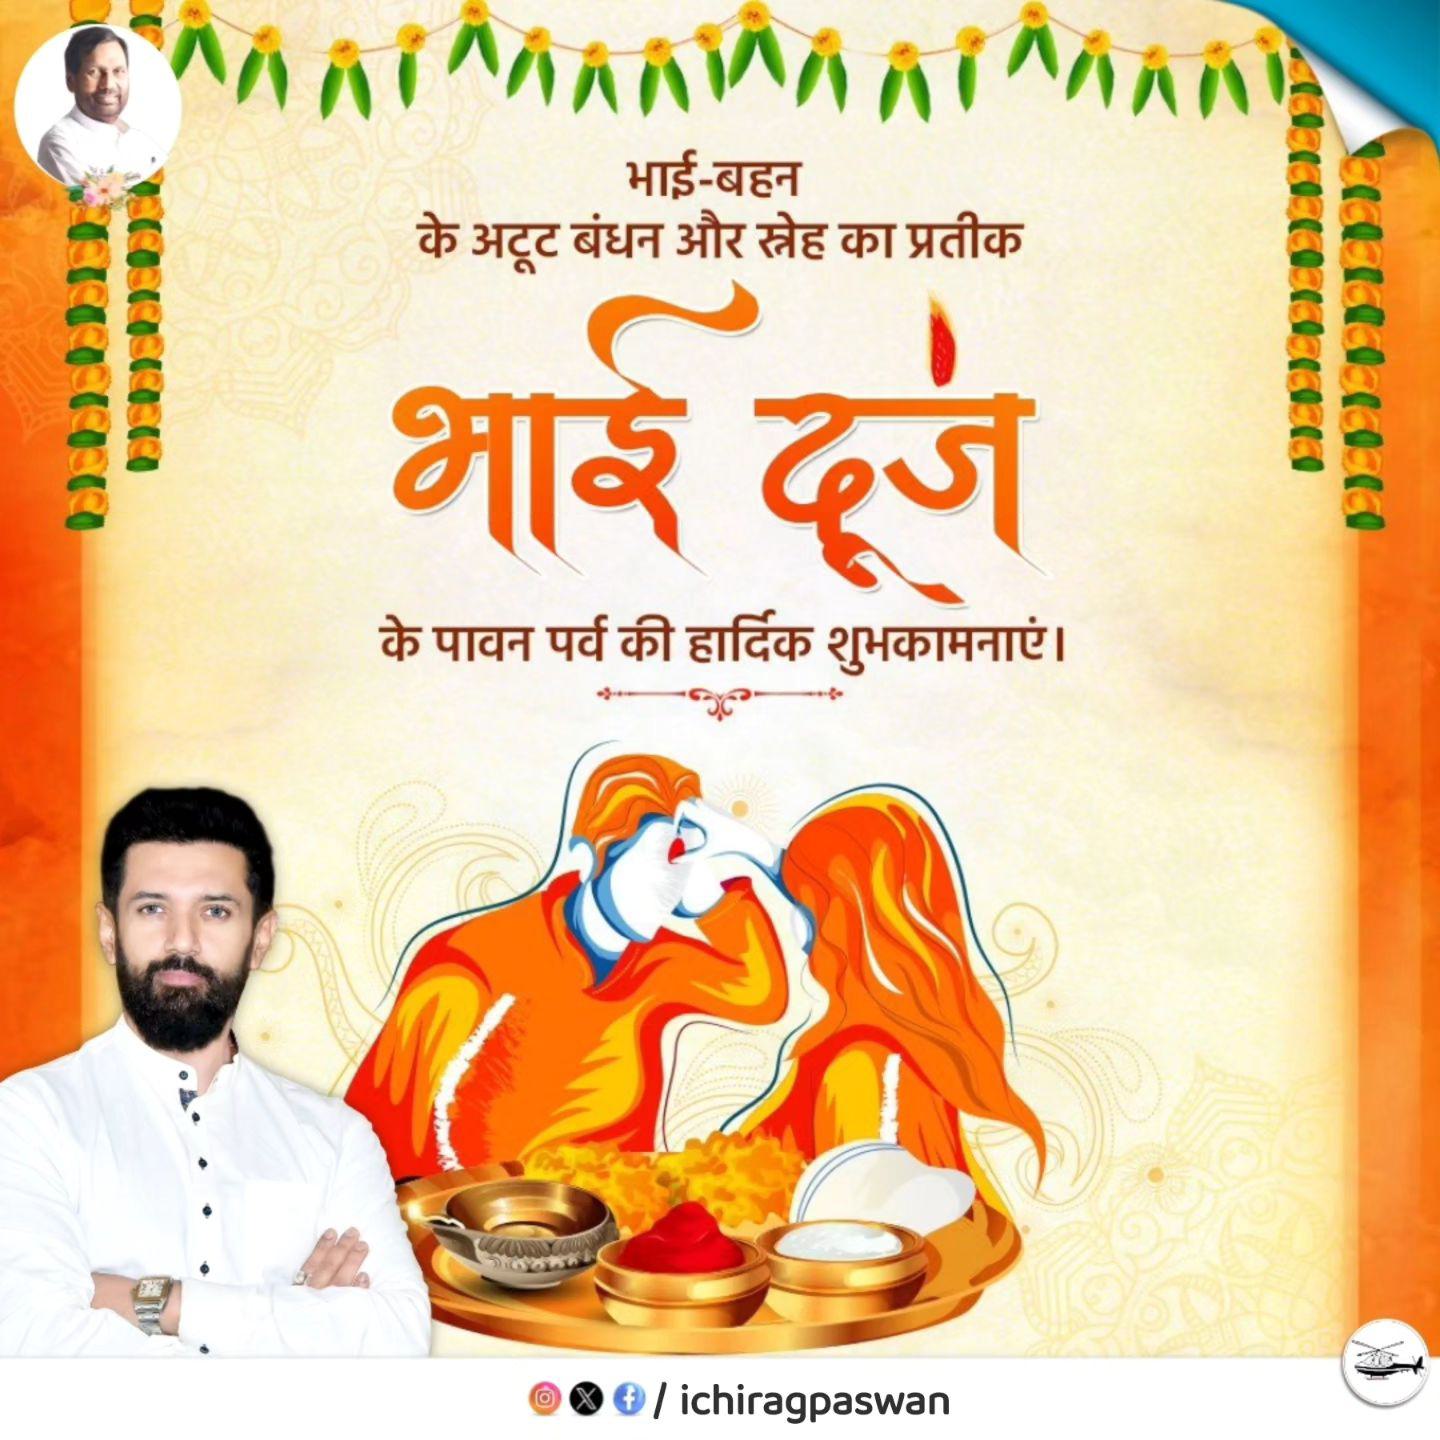 भाई-बहन
के अटूट बंधन और स्नेह का प्रतीक
भाई दूज
के पावन पर्व की हार्दिक शुभकामनाएं।
/ ichiragpaswan